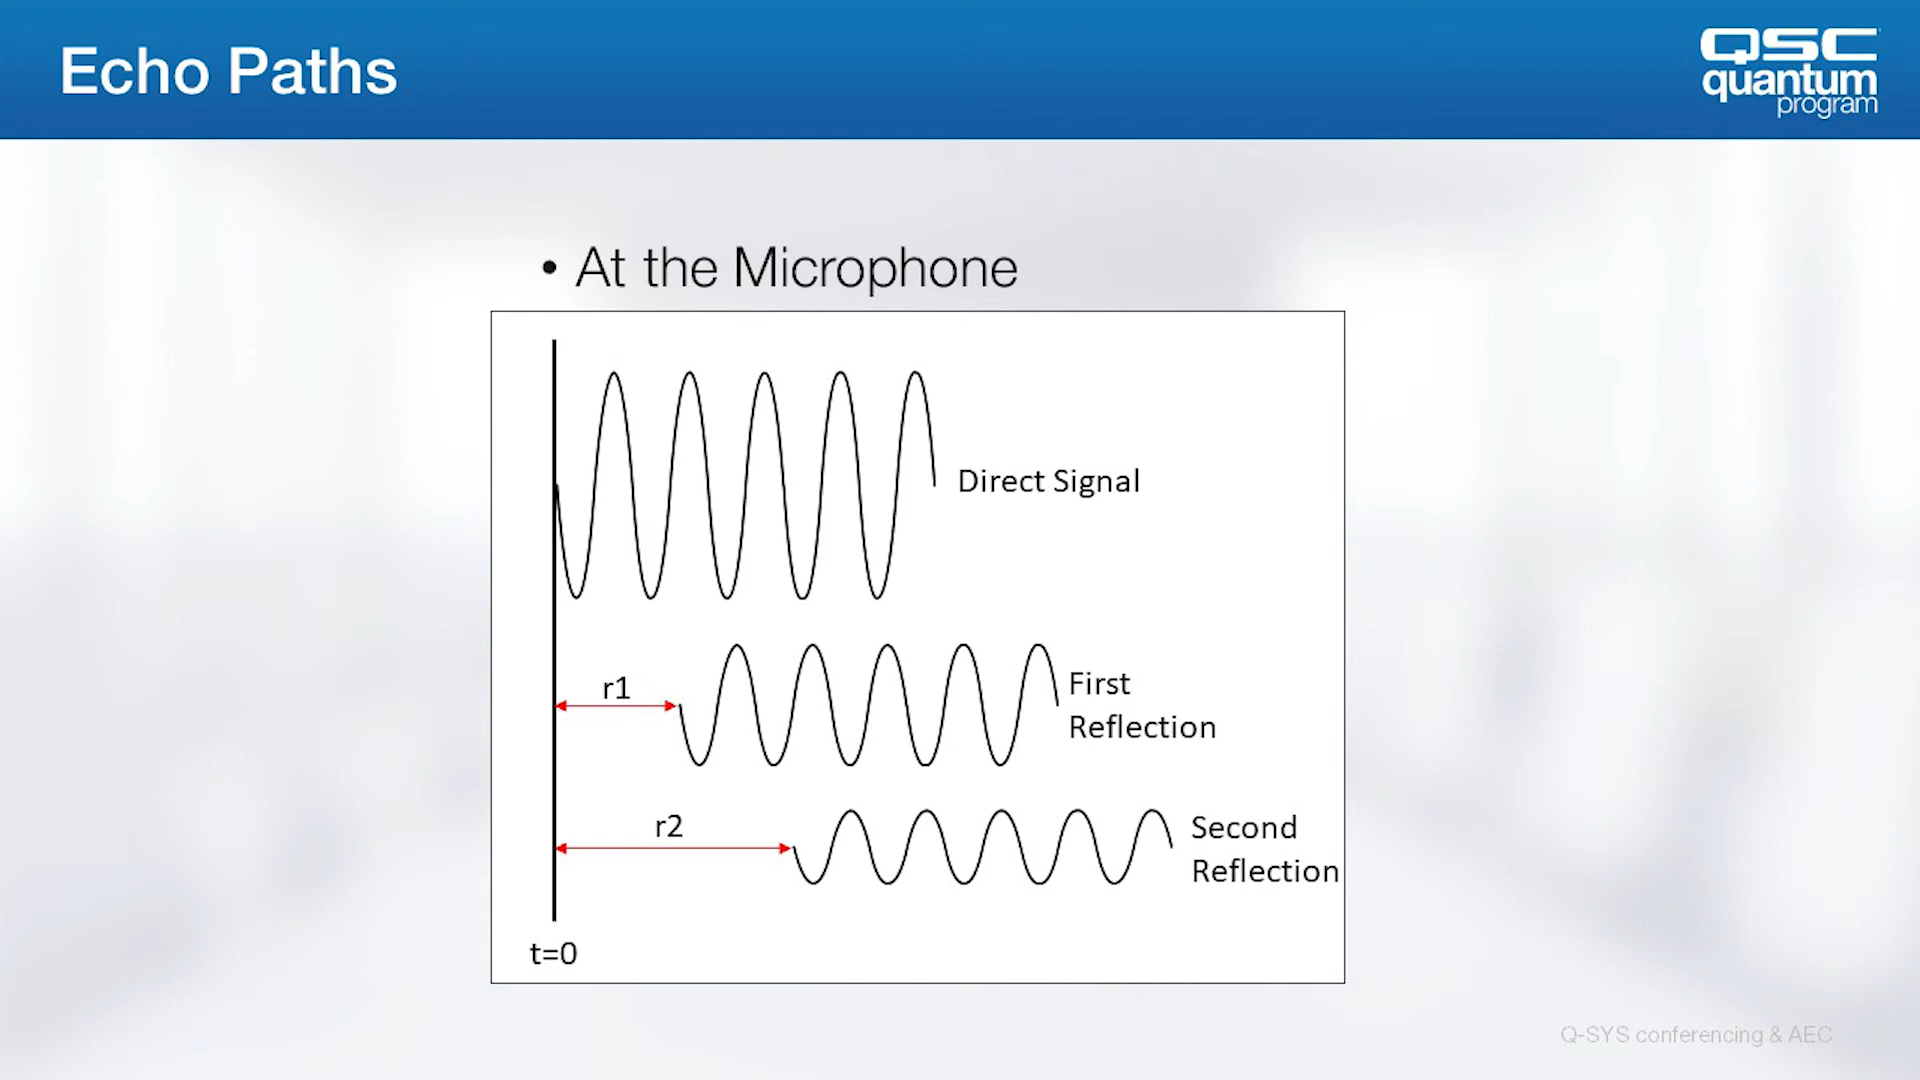 Echo Paths
QSC
quantum
program
• At the Microphone
Direct Signal
r1
First
Reflection
r2
Second
Reflection
t=0
Q-SYS conferencing & AEC